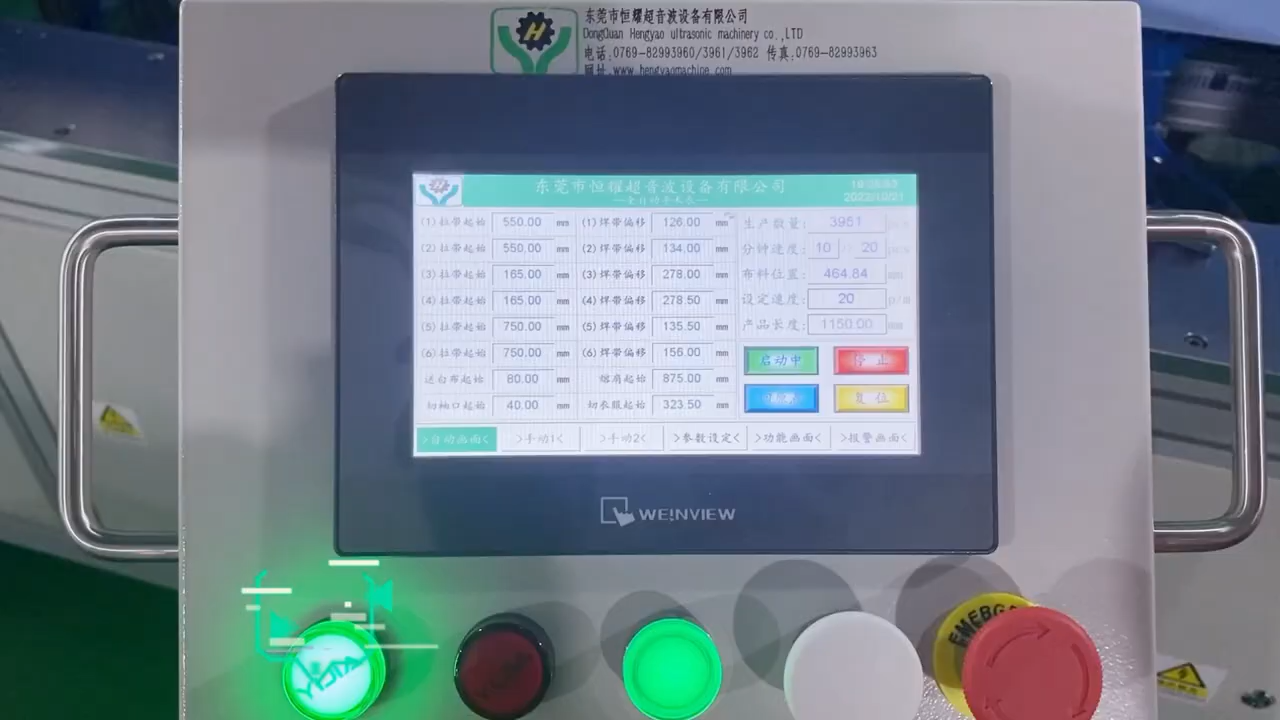 H
东莞市恒耀超音波设备有限公司
DongGuan Hengyao ultrasonic machinery co.,LTD
电话:0769-82993960/3961/3962 传真:0769-82993963
网址:www.hengyaomachine.com
东莞市恒耀超音波设备有限公司
—全自动手术衣—
2022/10/21
(1)拉带起始 550.00 mm (1)焊带偏移 126.00 mm 生产数量: 3951
(2)拉带起始 550.00 mm (2)焊带偏移 134.00 mm 分钟速度: 10 20
(3)拉带起始 165.00 mm (3)焊带偏移 278.00 mm 布料位置: 464.84 mm
(4)拉带起始 165.00 mm (4)焊带偏移 278.50 mm 设定速度: 20
(5)拉带起始 750.00 mm (5)焊带偏移 135.50 mm 产品长度: 1150.00 mm
(6)拉带起始 750.00 mm (6)焊带偏移 156.00 mm 启动中 停止
送白布起始 80.00 mm 起始 875.00 mm 复位
切袖口起始 40.00 mm 切衣服起始 323.50 mm
>自动画面< >手动1< >手动2< >参数设定< >功能画面< >报警画面<
WEINVIEW
EMERG